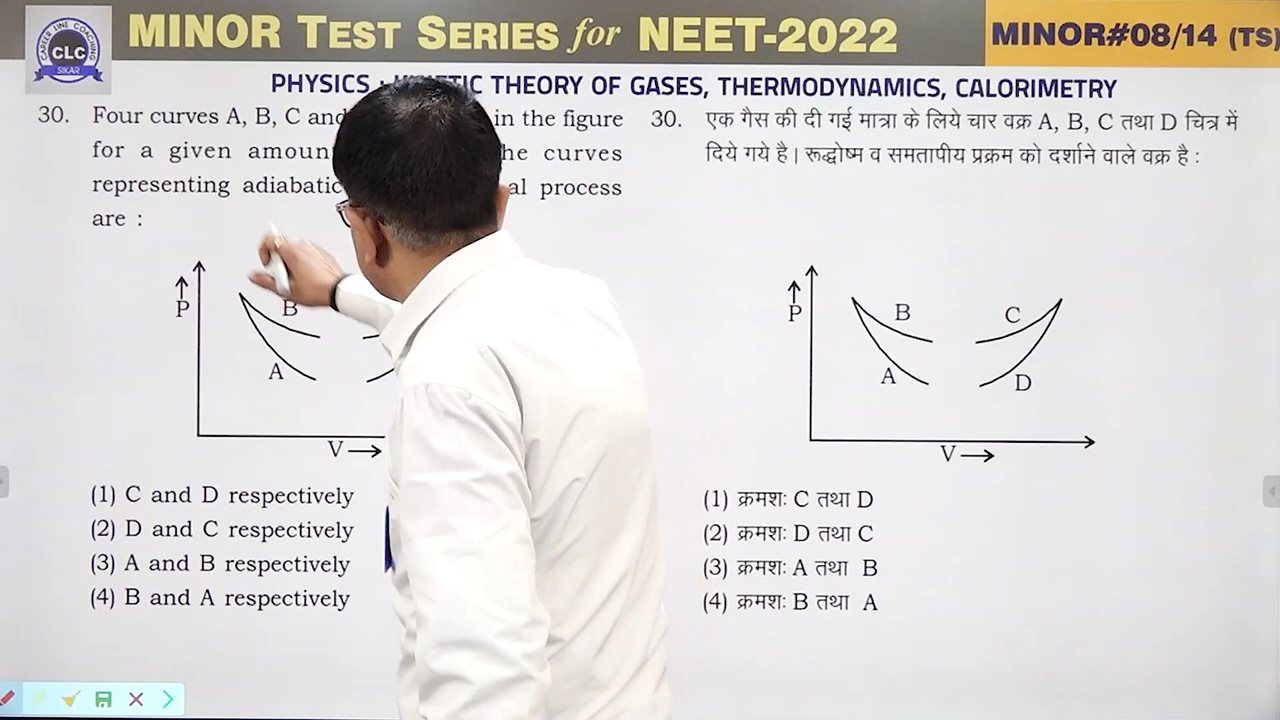 CAREER LINE COACHING
CLC
SIKAR
MINOR TEST SERIES for NEET-2022
MINOR#08/14 (TS)
PHYSICS : THEORY OF GASES, THERMODYNAMICS, CALORIMETRY
30. Four curves A, B, C and in the figure
for a given amoun he curves
representing adiabatic al process
are :
P
B
A
V
(1) C and D respectively
(2) D and C respectively
(3) A and B respectively
(4) B and A respectively
30. एक गैस की दी गई मात्रा के लिये चार वक्र A, B, C तथा D चित्र में
दिये गये है। रूद्धोष्म व समतापीय प्रक्रम को दर्शाने वाले वक्र है :
P
B C
A D
V
(1) क्रमशः C तथा D
(2) क्रमशः D तथा C
(3) क्रमशः A तथा B
(4) क्रमशः B तथा A